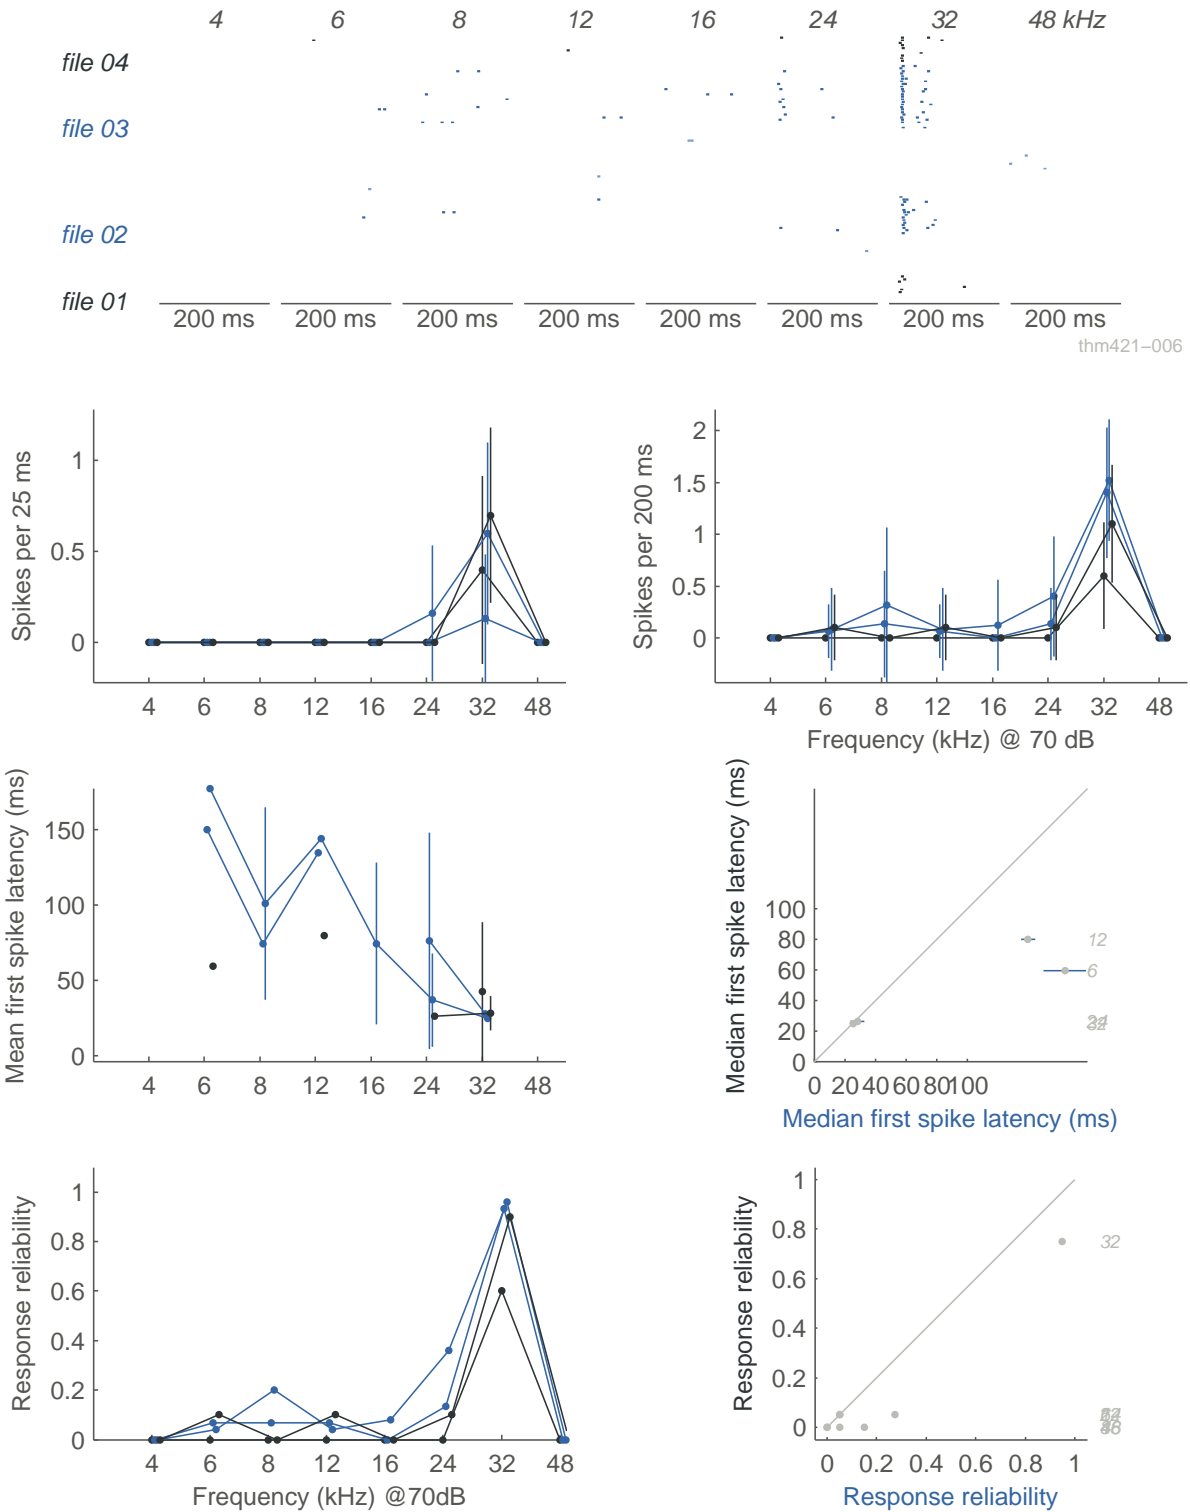 4 6 8 12 16 24 32 48 kHz
file 04
file 03
file 02
file 01
200 ms 200 ms 200 ms 200 ms 200 ms 200 ms 200 ms 200 ms
thm421–006
Spikes per 25 ms
1
0.5
0
4 6 8 12 16 24 32 48
Spikes per 200 ms
2
1.5
1
0.5
0
4 6 8 12 16 24 32 48
Frequency (kHz) @ 70 dB
Mean first spike latency (ms)
150
100
50
0
4 6 8 12 16 24 32 48
Median first spike latency (ms)
100
80
60
40
20
0
12
6
0 20 40 60 80 100
Median first spike latency (ms)
Response reliability
1
0.8
0.6
0.4
0.2
0
4 6 8 12 16 24 32 48
Frequency (kHz) @70dB
Response reliability
1
0.8
0.6
0.4
0.2
0
32
0 0.2 0.4 0.6 0.8 1
Response reliability